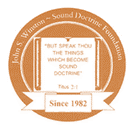 John S. Winston ~ Sound Doctrine Foundation
"BUT SPEAK THOU
THE THINGS
WHICH BECOME
SOUND
DOCTRINE"
Titus 2:1
Since 1982